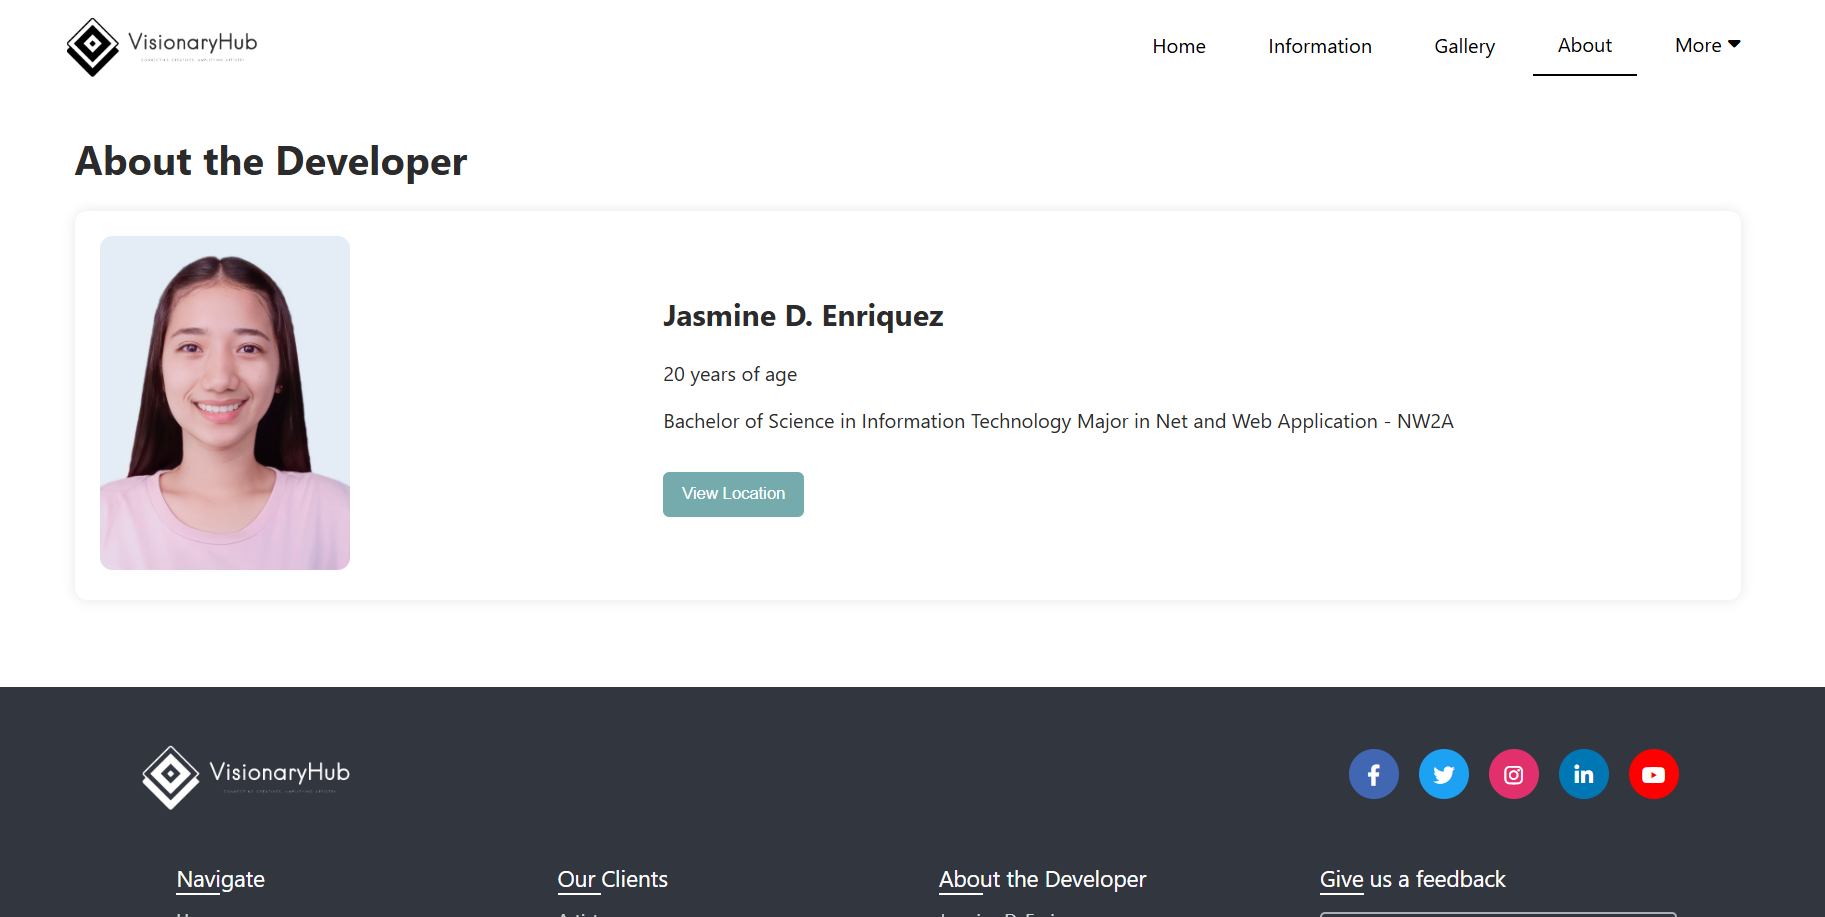 VisionaryHub
Home
Information
Gallery
About
More
About the Developer
Jasmine D. Enriquez
20 years of age
Bachelor of Science in Information Technology Major in Net and Web Application - NW2A
View Location
VisionaryHub
Navigate
Our Clients
About the Developer
Give us a feedback